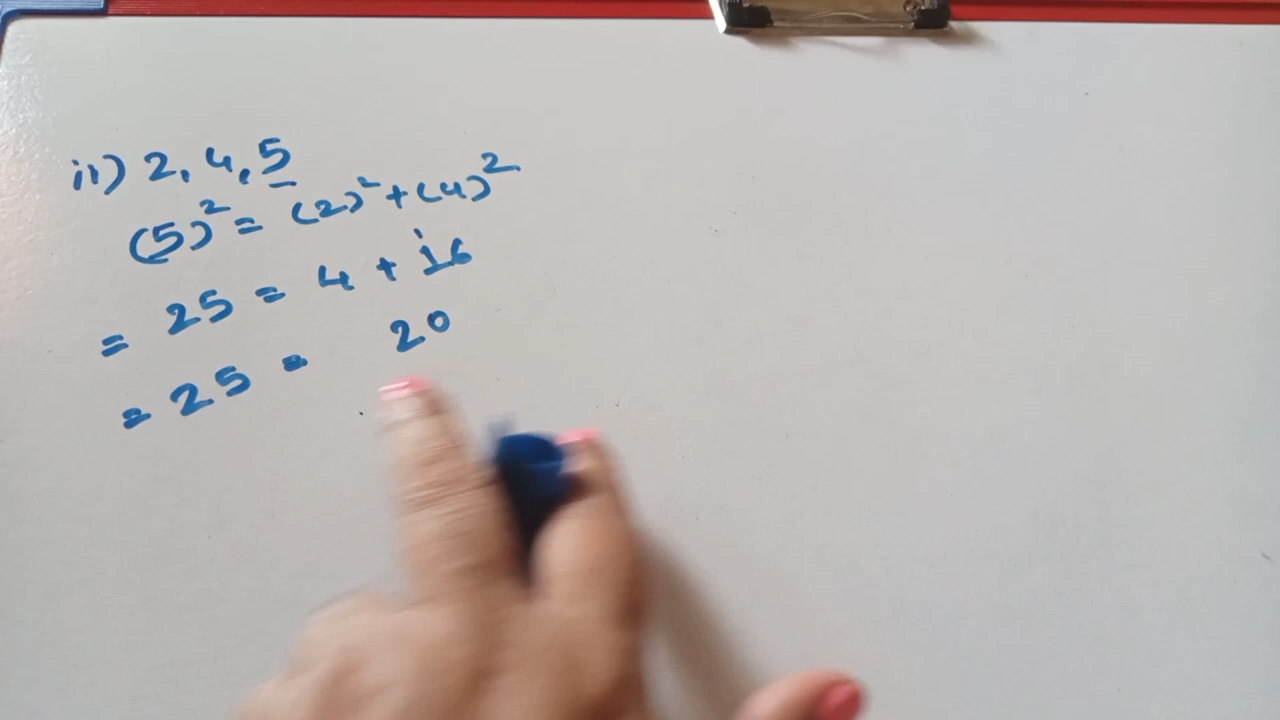 ii) 2, 4, 5
(5)² = (2)² + (4)²
= 25 = 4 + 16
= 25 = 20